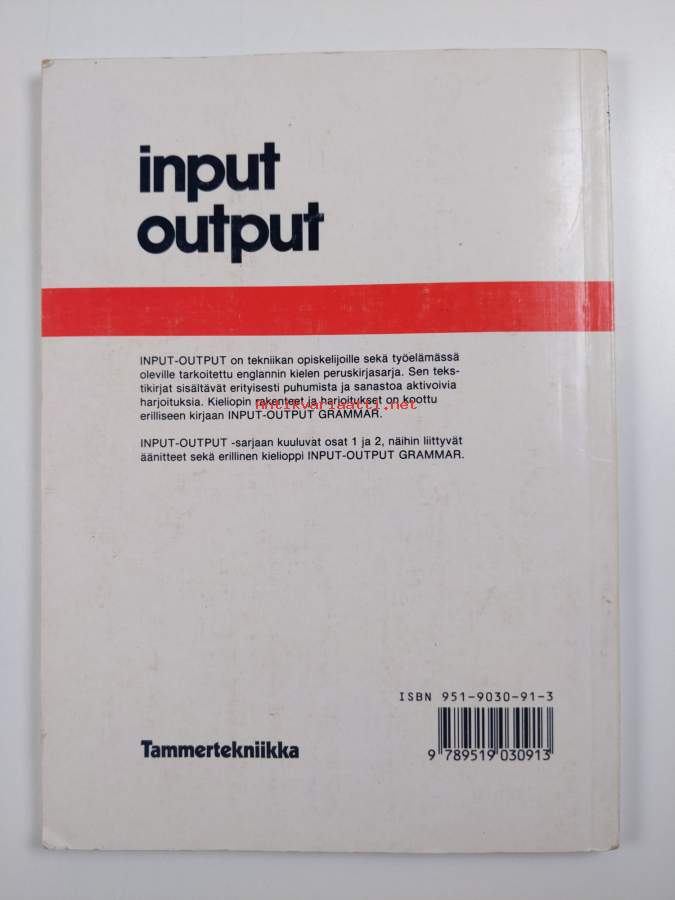 input
output
INPUT-OUTPUT on tekniikan opiskelijoille sekä työelämässä
oleville tarkoitettu englannin kielen peruskirjasarja. Sen teks-
tikirjat sisältävät erityisesti puhumista ja sanastoa aktivoivia
harjoituksia. Kieliopin rakenteet ja harjoitukset on koottu
Antikvariaatti.net
erilliseen kirjaan INPUT-OUTPUT GRAMMAR.
INPUT-OUTPUT -sarjaan kuuluvat osat 1 ja 2, näihin liittyvät
äänitteet sekä erillinen kielioppi INPUT-OUTPUT GRAMMAR.
ISBN 951-9030-91-3
Tammertekniikka
9 789519 030913